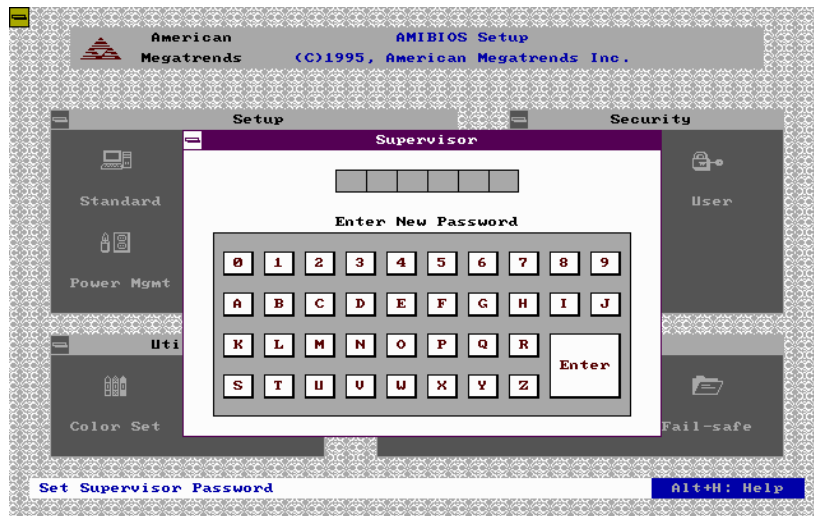 American
Megatrends
AMIBIOS Setup
(C)1995, American Megatrends Inc.
Setup
Security
Supervisor
Standard
User
Enter New Password
Power Mgmt
0 1 2 3 4 5 6 7 8 9
A B C D E F G H I J
K L M N O P Q R
Enter
S T U V W X Y Z
Uti
Color Set
Fail-safe
Set Supervisor Password
Alt+H: Help